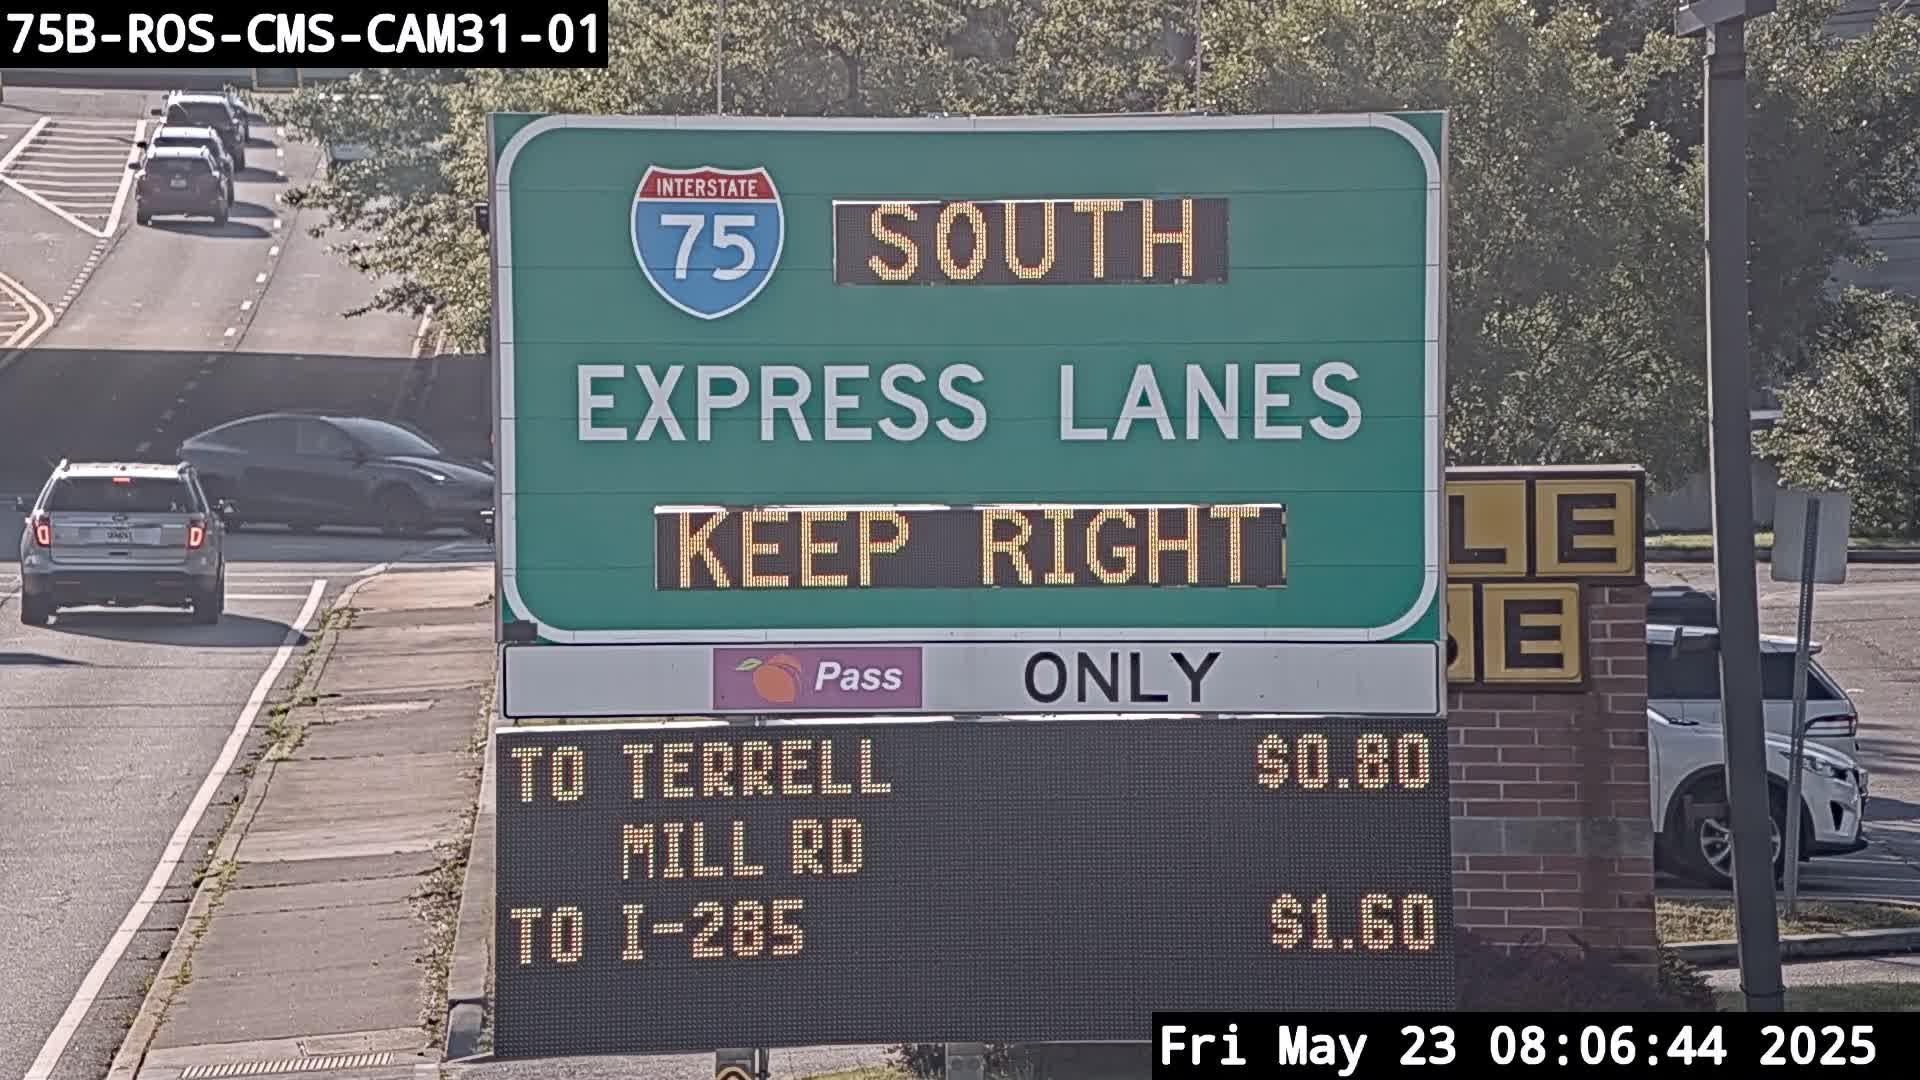 75B-ROS-CMS-CAM31-01
INTERSTATE
75
SOUTH
EXPRESS LANES
KEEP RIGHT
LE
E
Pass ONLY
TO TERRELL $0.80
MILL RD
TO I-285 $1.60
Fri May 23 08:06:44 2025